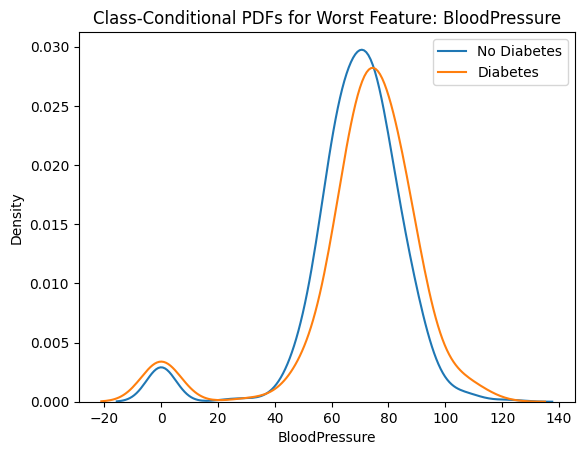 Class-Conditional PDFs for Worst Feature: BloodPressure
No Diabetes
Diabetes
0.030
0.025
0.020
0.015
0.010
0.005
0.000
Density
−20 0 20 40 60 80 100 120 140
BloodPressure